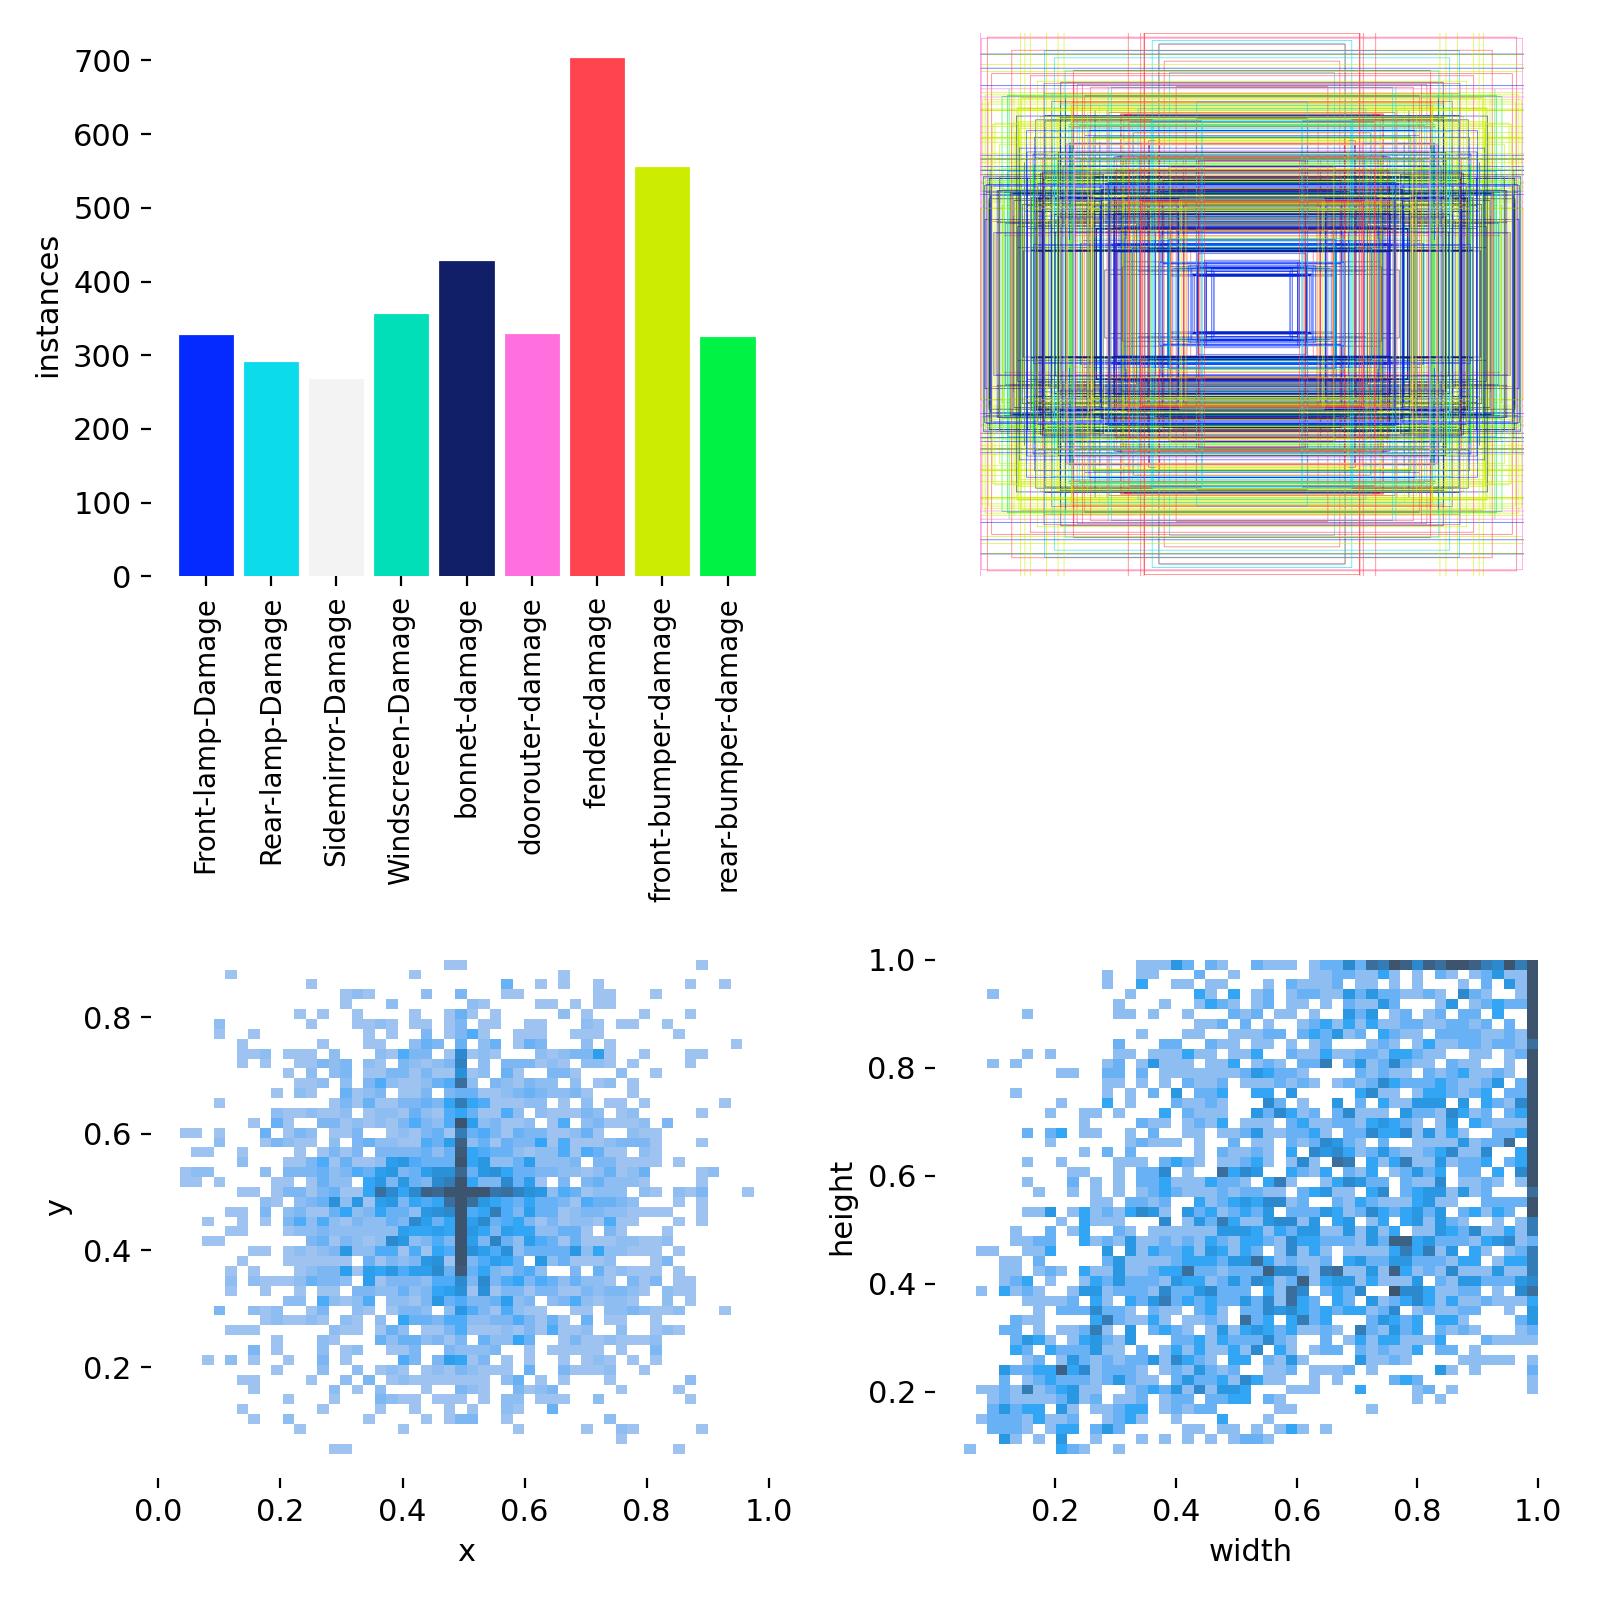 700
600
500
400
300
200
100
0
instances
Front-lamp-Damage
Rear-lamp-Damage
Sidemirror-Damage
Windscreen-Damage
bonnet-damage
doorouter-damage
fender-damage
front-bumper-damage
rear-bumper-damage
0.8
0.6
0.4
0.2
y
0.0 0.2 0.4 0.6 0.8 1.0
x
1.0
0.8
0.6
0.4
0.2
height
0.2 0.4 0.6 0.8 1.0
width